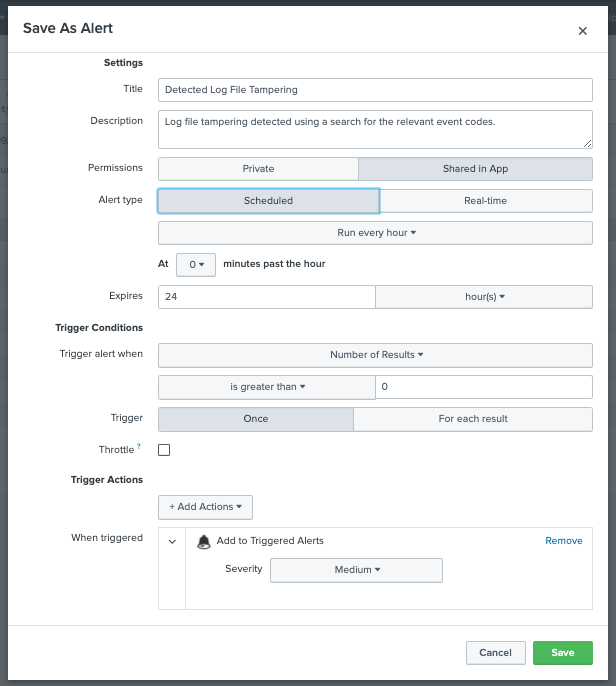 Save As Alert
×
Settings
Title Detected Log File Tampering
Description Log file tampering detected using a search for the relevant event codes.
Permissions Private Shared in App
Alert type Scheduled Real-time
Run every hour
At 0 minutes past the hour
Expires 24 hour(s)
Trigger Conditions
Trigger alert when Number of Results
is greater than 0
Trigger Once For each result
Throttle ?
Trigger Actions
+ Add Actions
When triggered Add to Triggered Alerts Remove
Severity Medium
Cancel Save